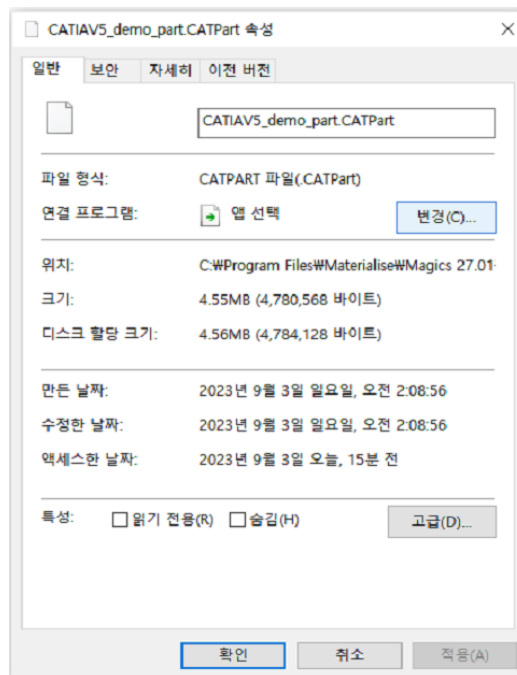 CATIAV5_demo_part.CATPart 속성
일반 보안 자세히 이전 버전
CATIAV5_demo_part.CATPart
파일 형식: CATPART 파일(.CATPart)
연결 프로그램: 앱 선택 변경(C)...
위치: C:₩Program Files₩Materialise₩Magics 27.01-
크기: 4.55MB (4,780,568 바이트)
디스크 할당 크기: 4.56MB (4,784,128 바이트)
만든 날짜: 2023년 9월 3일 일요일, 오전 2:08:56
수정한 날짜: 2023년 9월 3일 일요일, 오전 2:08:56
액세스한 날짜: 2023년 9월 3일 오늘, 15분 전
특성: 읽기 전용(R) 숨김(H) 고급(D)...
확인 취소 적용(A)